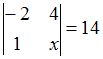 |−2 4|
|1 x| = 14